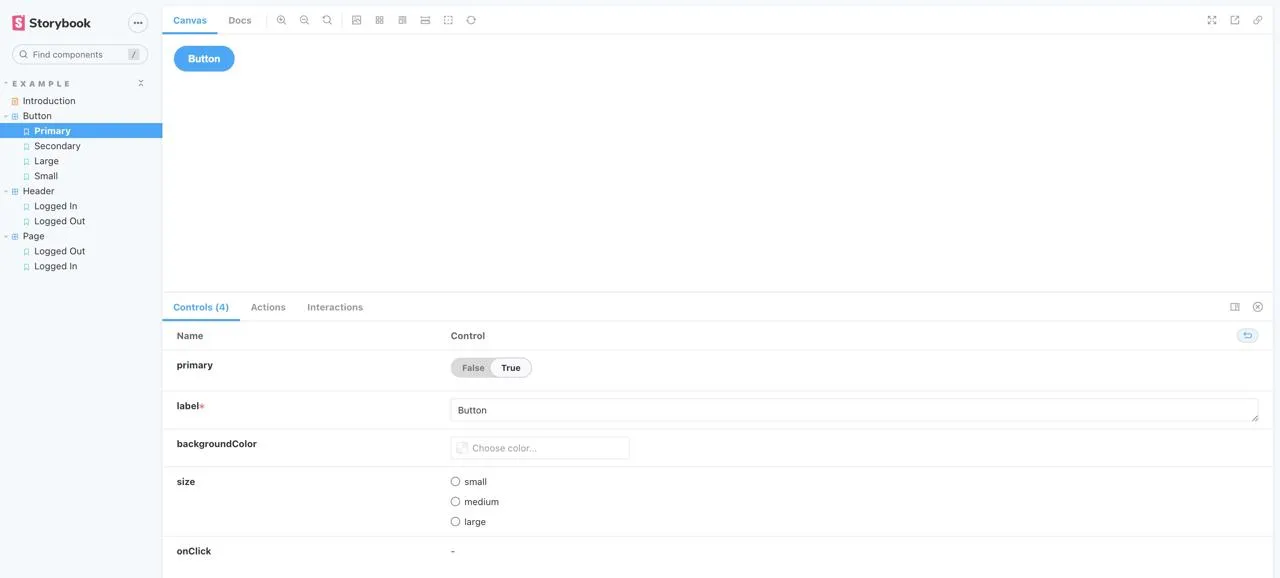 Storybook
Find components
/
EXAMPLE
Introduction
Button
Primary
Secondary
Large
Small
Header
Logged In
Logged Out
Page
Logged Out
Logged In
Canvas Docs
Button
Controls (4) Actions Interactions
Name Control
primary False True
label* Button
backgroundColor Choose color...
size small
medium
large
onClick -